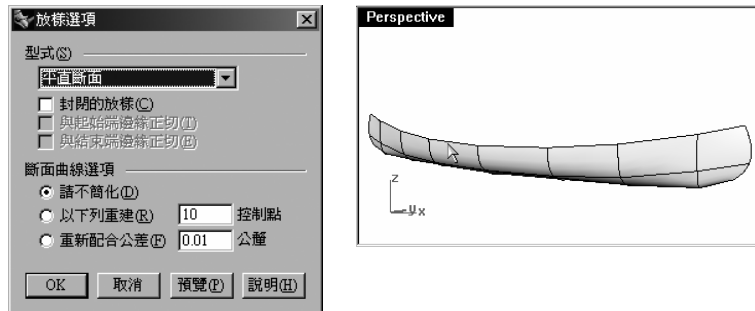 放樣選項
型式(S)
平直斷面
封閉的放樣(C)
與起始端邊緣正切(T)
與結束端邊緣正切(E)
斷面曲線選項
請不簡化(D)
以下列重建(R) 10 控制點
重新配合公差(F) 0.01 公釐
OK 取消 預覽(P) 說明(H)
Perspective
z
y x